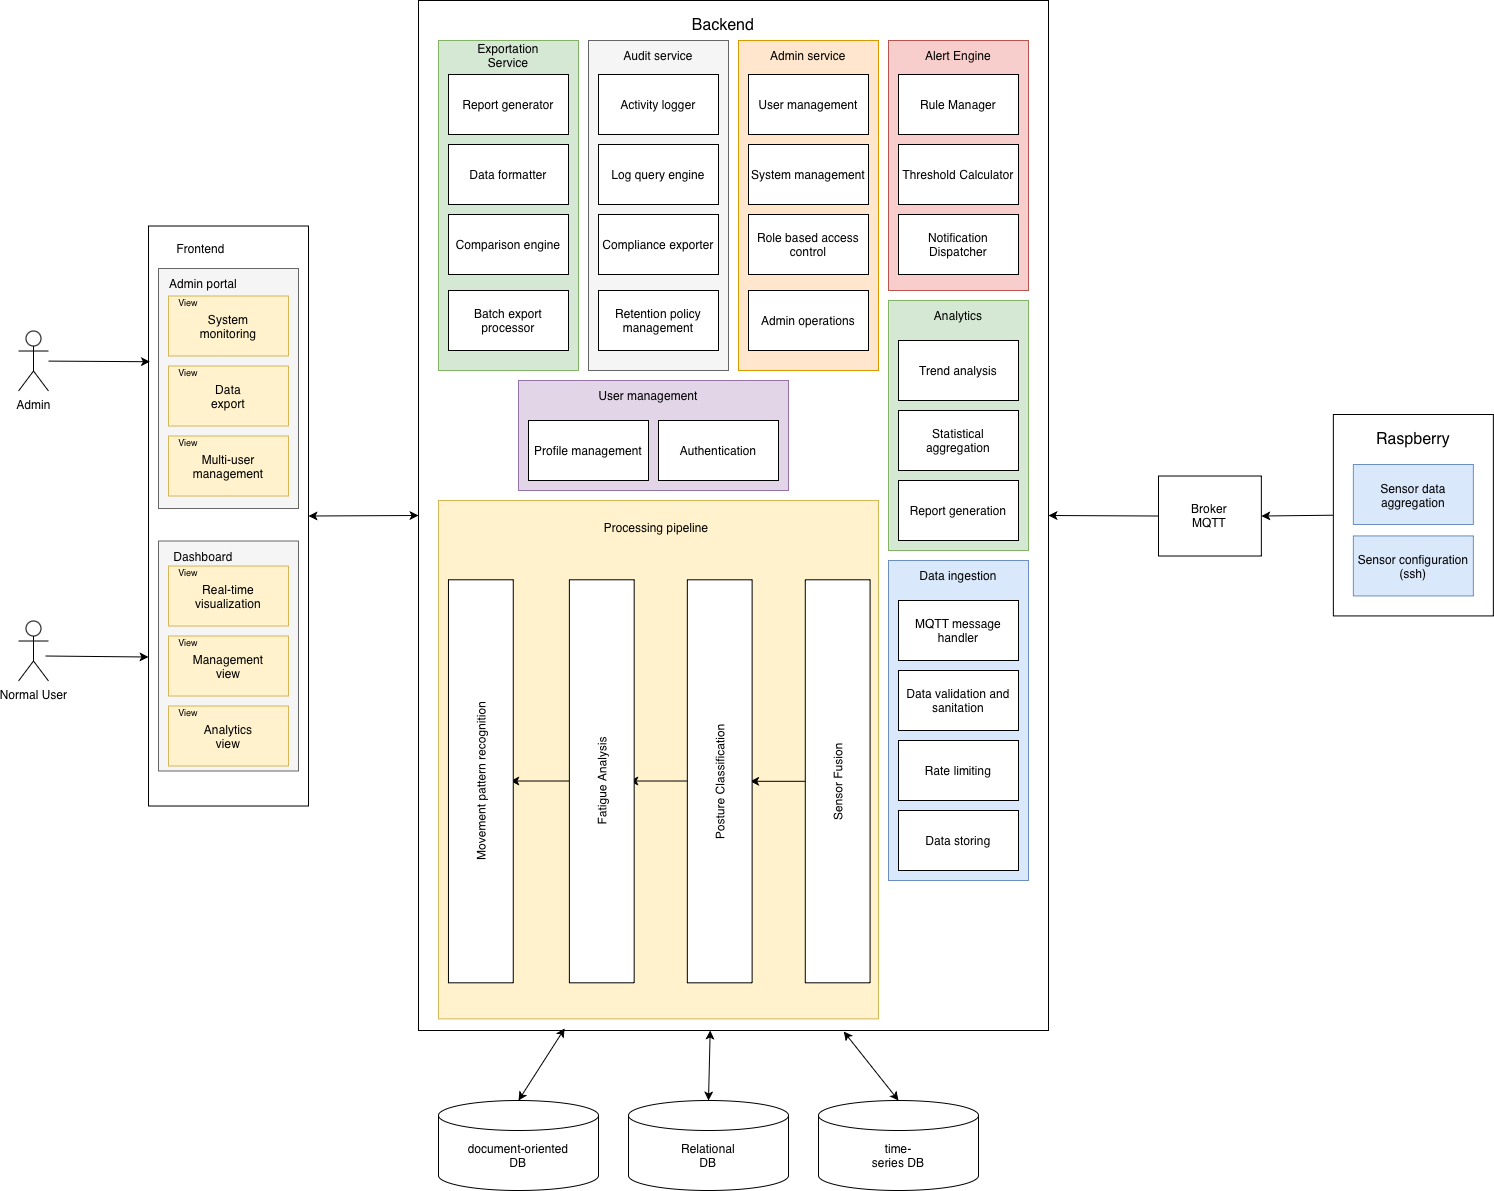 Backend
Exportation
Service
Report generator
Data formatter
Comparison engine
Batch export
processor
Audit service
Activity logger
Log query engine
Compliance exporter
Retention policy
management
Admin service
User management
System management
Role based access
control
Admin operations
Alert Engine
Rule Manager
Threshold Calculator
Notification
Dispatcher
Analytics
Trend analysis
Statistical
aggregation
Report generation
User management
Profile management
Authentication
Processing pipeline
Movement pattern recognition
Fatigue Analysis
Posture Classification
Sensor Fusion
Data ingestion
MQTT message
handler
Data validation and
sanitation
Rate limiting
Data storing
Frontend
Admin portal
View
System
monitoring
View
Data
export
View
Multi-user
management
Dashboard
View
Real-time
visualization
View
Management
view
View
Analytics
view
Admin
Normal User
Broker
MQTT
Raspberry
Sensor data
aggregation
Sensor configuration
(ssh)
document-oriented
DB
Relational
DB
time-
series DB